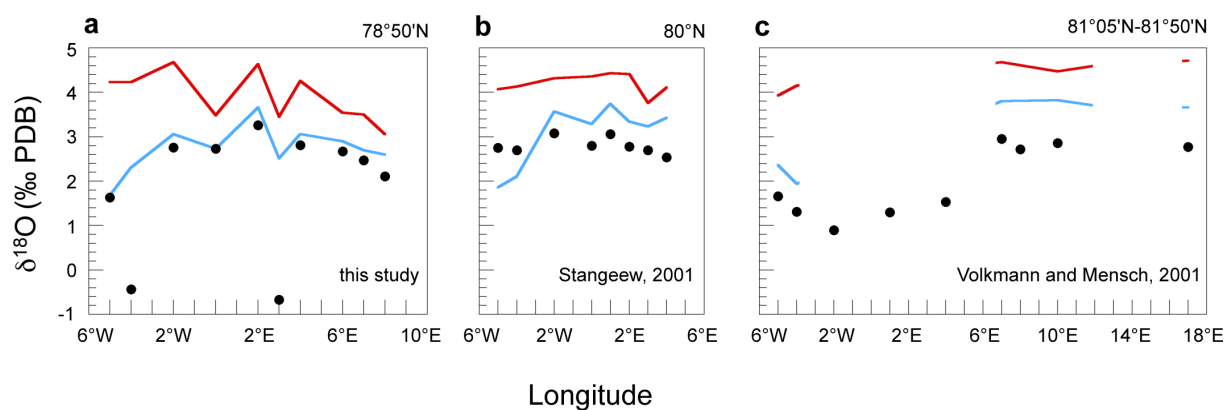 a 78°50'N
b 80°N
c 81°05'N-81°50'N
δ18O (‰ PDB)
5
4
3
2
1
0
-1
this study
Stangeew, 2001
Volkmann and Mensch, 2001
6°W 2°W 2°E 6°E 10°E
6°W 2°W 2°E 6°E
6°W 2°W 2°E 6°E 10°E 14°E 18°E
Longitude